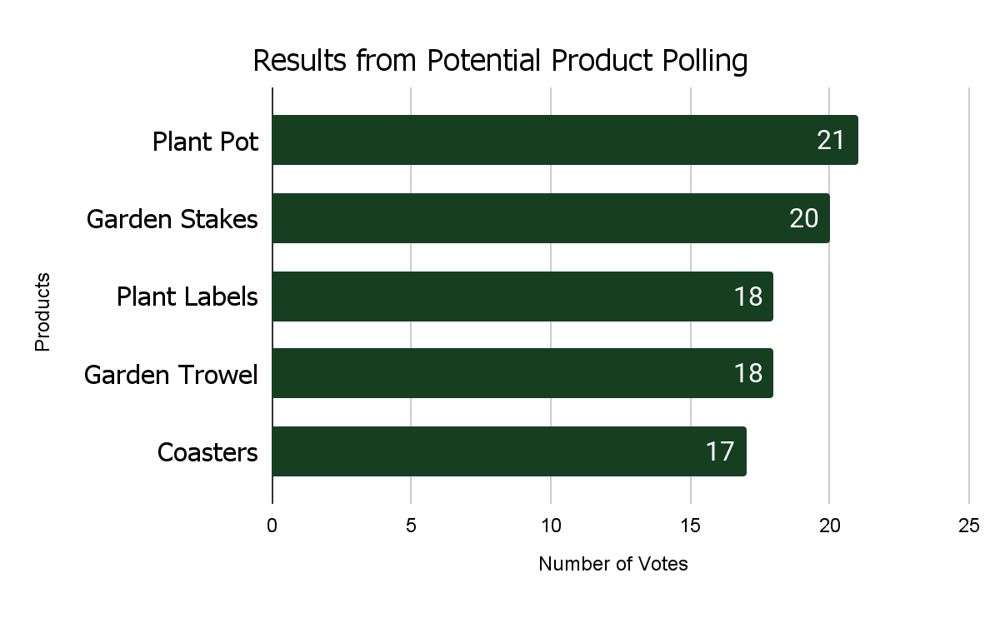 Results from Potential Product Polling
Products
Plant Pot
21
Garden Stakes
20
Plant Labels
18
Garden Trowel
18
Coasters
17
0 5 10 15 20 25
Number of Votes